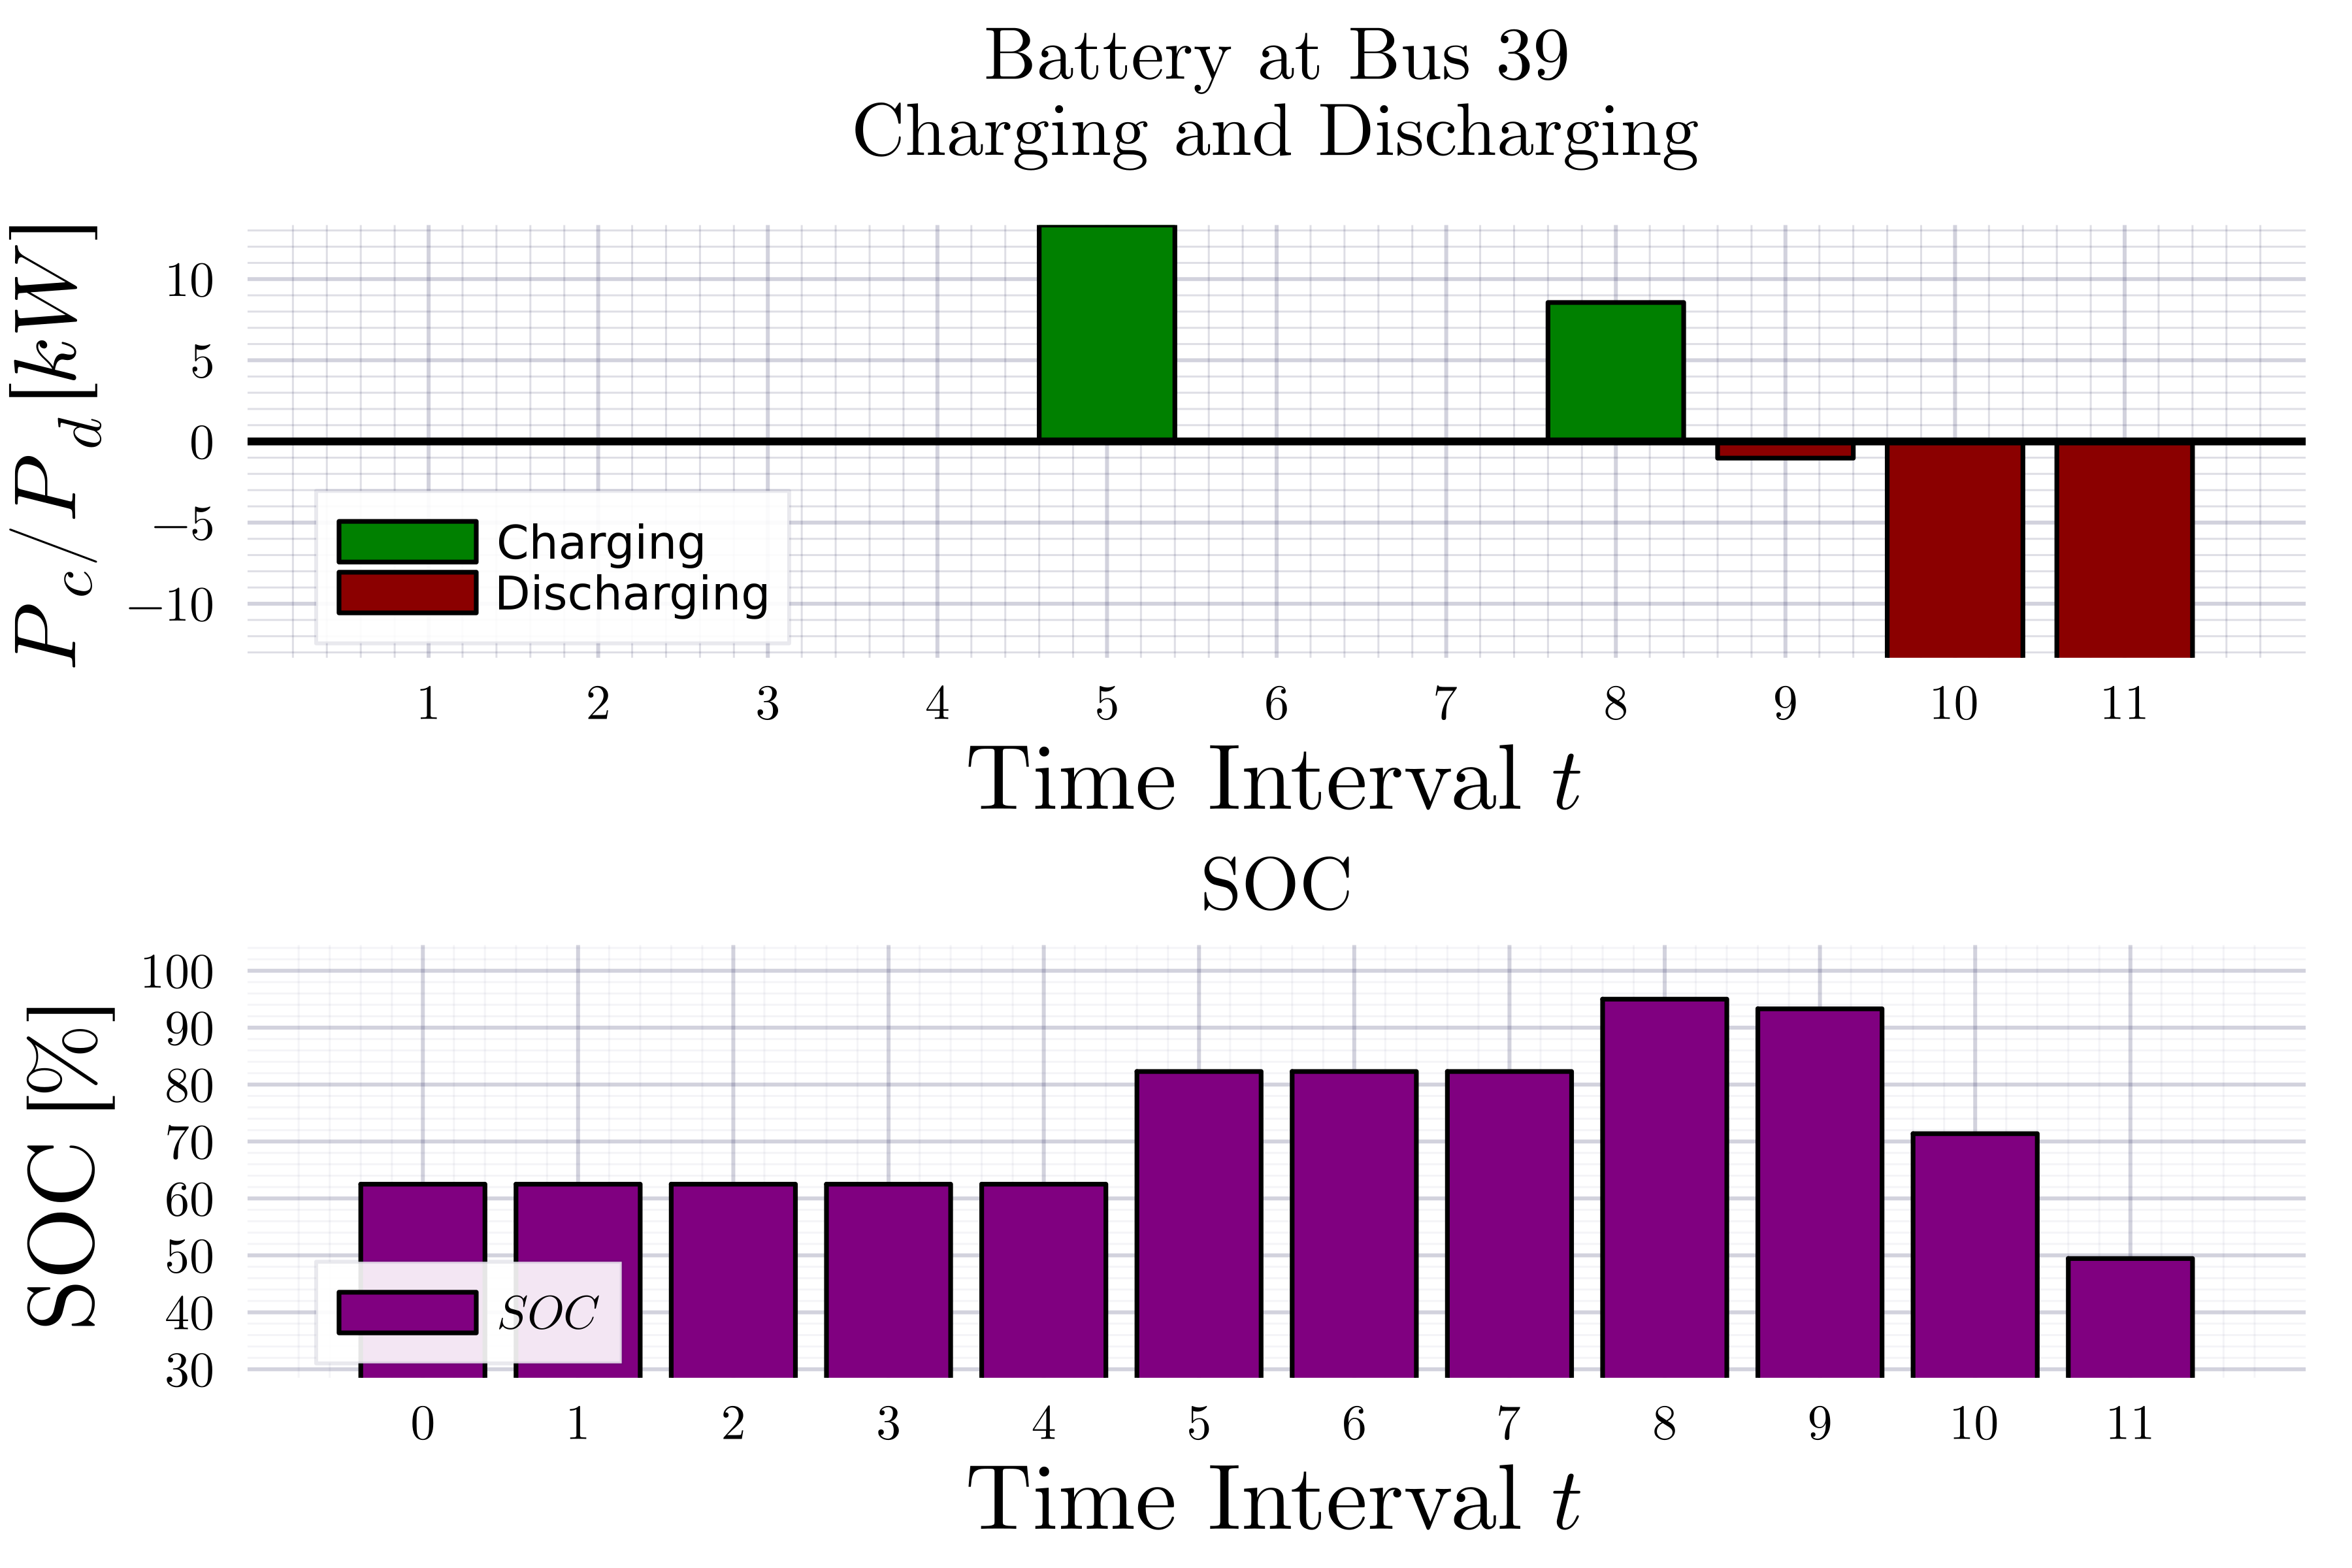 Battery at Bus 39
Charging and Discharging
P_c/P_d [kW]
10
5
0
−5
−10
Charging
Discharging
1 2 3 4 5 6 7 8 9 10 11
Time Interval t
SOC
SOC [%]
100
90
80
70
60
50
40
30
SOC
0 1 2 3 4 5 6 7 8 9 10 11
Time Interval t